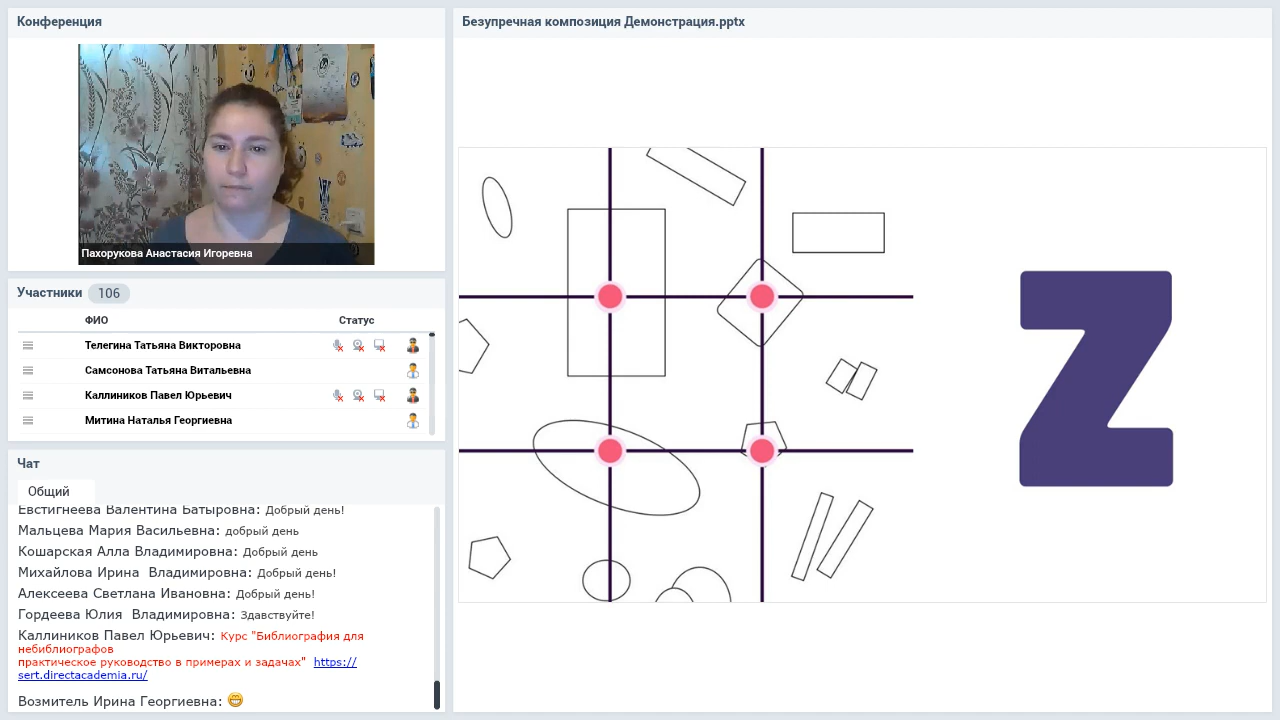 Конференция
Пахорукова Анастасия Игоревна
Участники 106
ФИО Статус
Телегина Татьяна Викторовна
Самсонова Татьяна Витальевна
Каллиников Павел Юрьевич
Митина Наталья Георгиевна
Чат
Общий
Евстигнеева Валентина Батыровна: Добрый день!
Мальцева Мария Васильевна: добрый день
Кошарская Алла Владимировна: Добрый день
Михайлова Ирина Владимировна: Добрый день!
Алексеева Светлана Ивановна: Добрый день!
Гордеева Юлия Владимировна: Здавствуйте!
Каллиников Павел Юрьевич: Курс "Библиография для
небиблиографов
практическое руководство в примерах и задачах" https://
sert.directacademia.ru/
Возмитель Ирина Георгиевна:
Безупречная композиция Демонстрация.pptx
Z